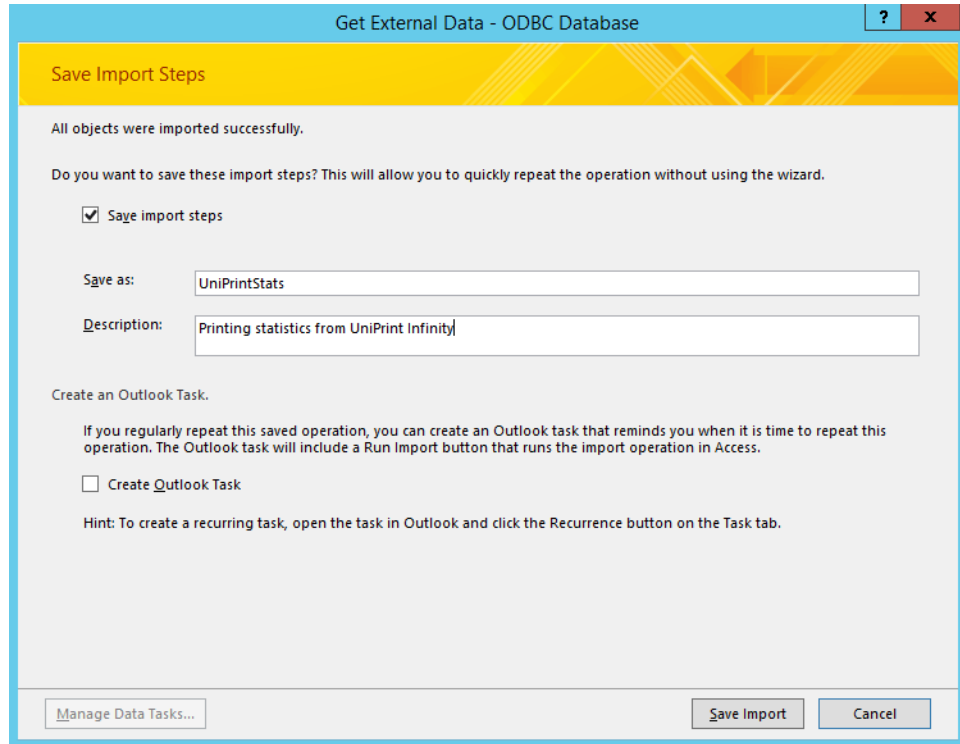 Get External Data - ODBC Database
? x
Save Import Steps
All objects were imported successfully.
Do you want to save these import steps? This will allow you to quickly repeat the operation without using the wizard.
Save import steps
Save as: UniPrintStats
Description: Printing statistics from UniPrint Infinity
Create an Outlook Task.
If you regularly repeat this saved operation, you can create an Outlook task that reminds you when it is time to repeat this
operation. The Outlook task will include a Run Import button that runs the import operation in Access.
Create Outlook Task
Hint: To create a recurring task, open the task in Outlook and click the Recurrence button on the Task tab.
Manage Data Tasks... Save Import Cancel